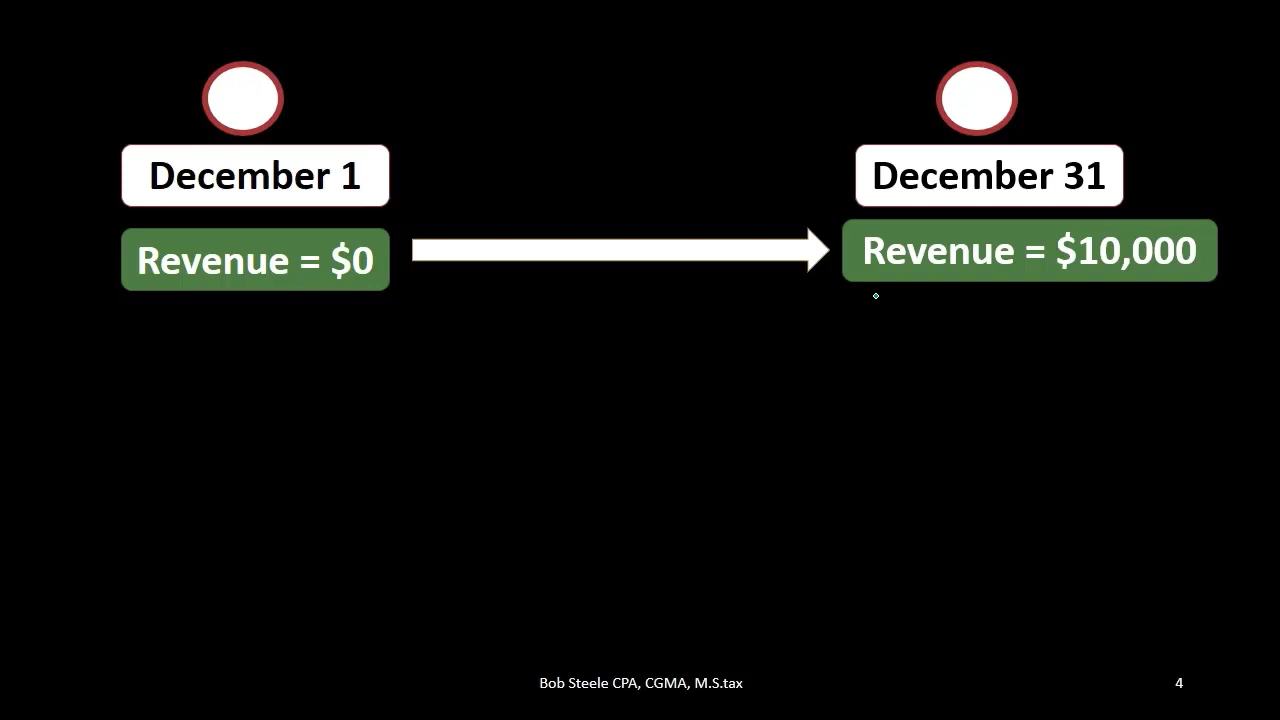 December 1
December 31
Revenue = $0
Revenue = $10,000
Bob Steele CPA, CGMA, M.S.tax
4